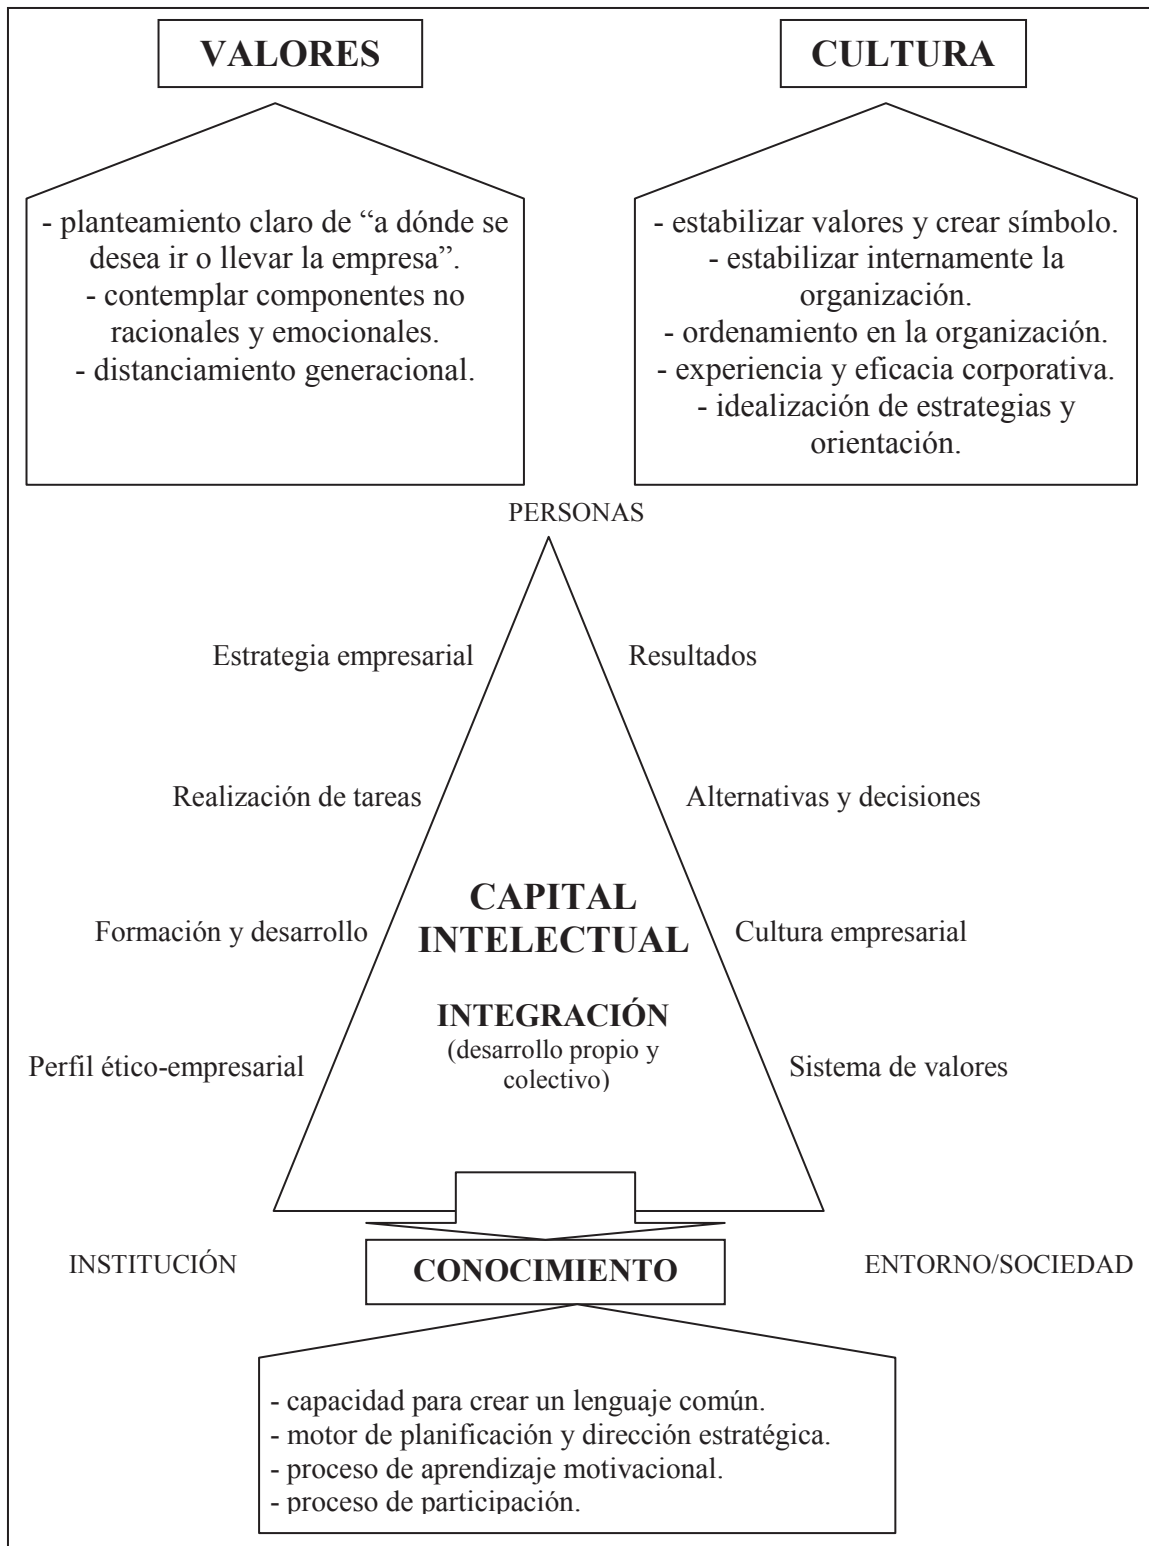 VALORES
CULTURA
- planteamiento claro de “a dónde se
desea ir o llevar la empresa”.
- contemplar componentes no
racionales y emocionales.
- distanciamiento generacional.
- estabilizar valores y crear símbolo.
- estabilizar internamente la
organización.
- ordenamiento en la organización.
- experiencia y eficacia corporativa.
- idealización de estrategias y
orientación.
PERSONAS
Estrategia empresarial
Resultados
Realización de tareas
Alternativas y decisiones
CAPITAL
INTELECTUAL
Formación y desarrollo
Cultura empresarial
INTEGRACIÓN
(desarrollo propio y
colectivo)
Perfil ético-empresarial
Sistema de valores
INSTITUCIÓN
CONOCIMIENTO
ENTORNO/SOCIEDAD
- capacidad para crear un lenguaje común.
- motor de planificación y dirección estratégica.
- proceso de aprendizaje motivacional.
- proceso de participación.